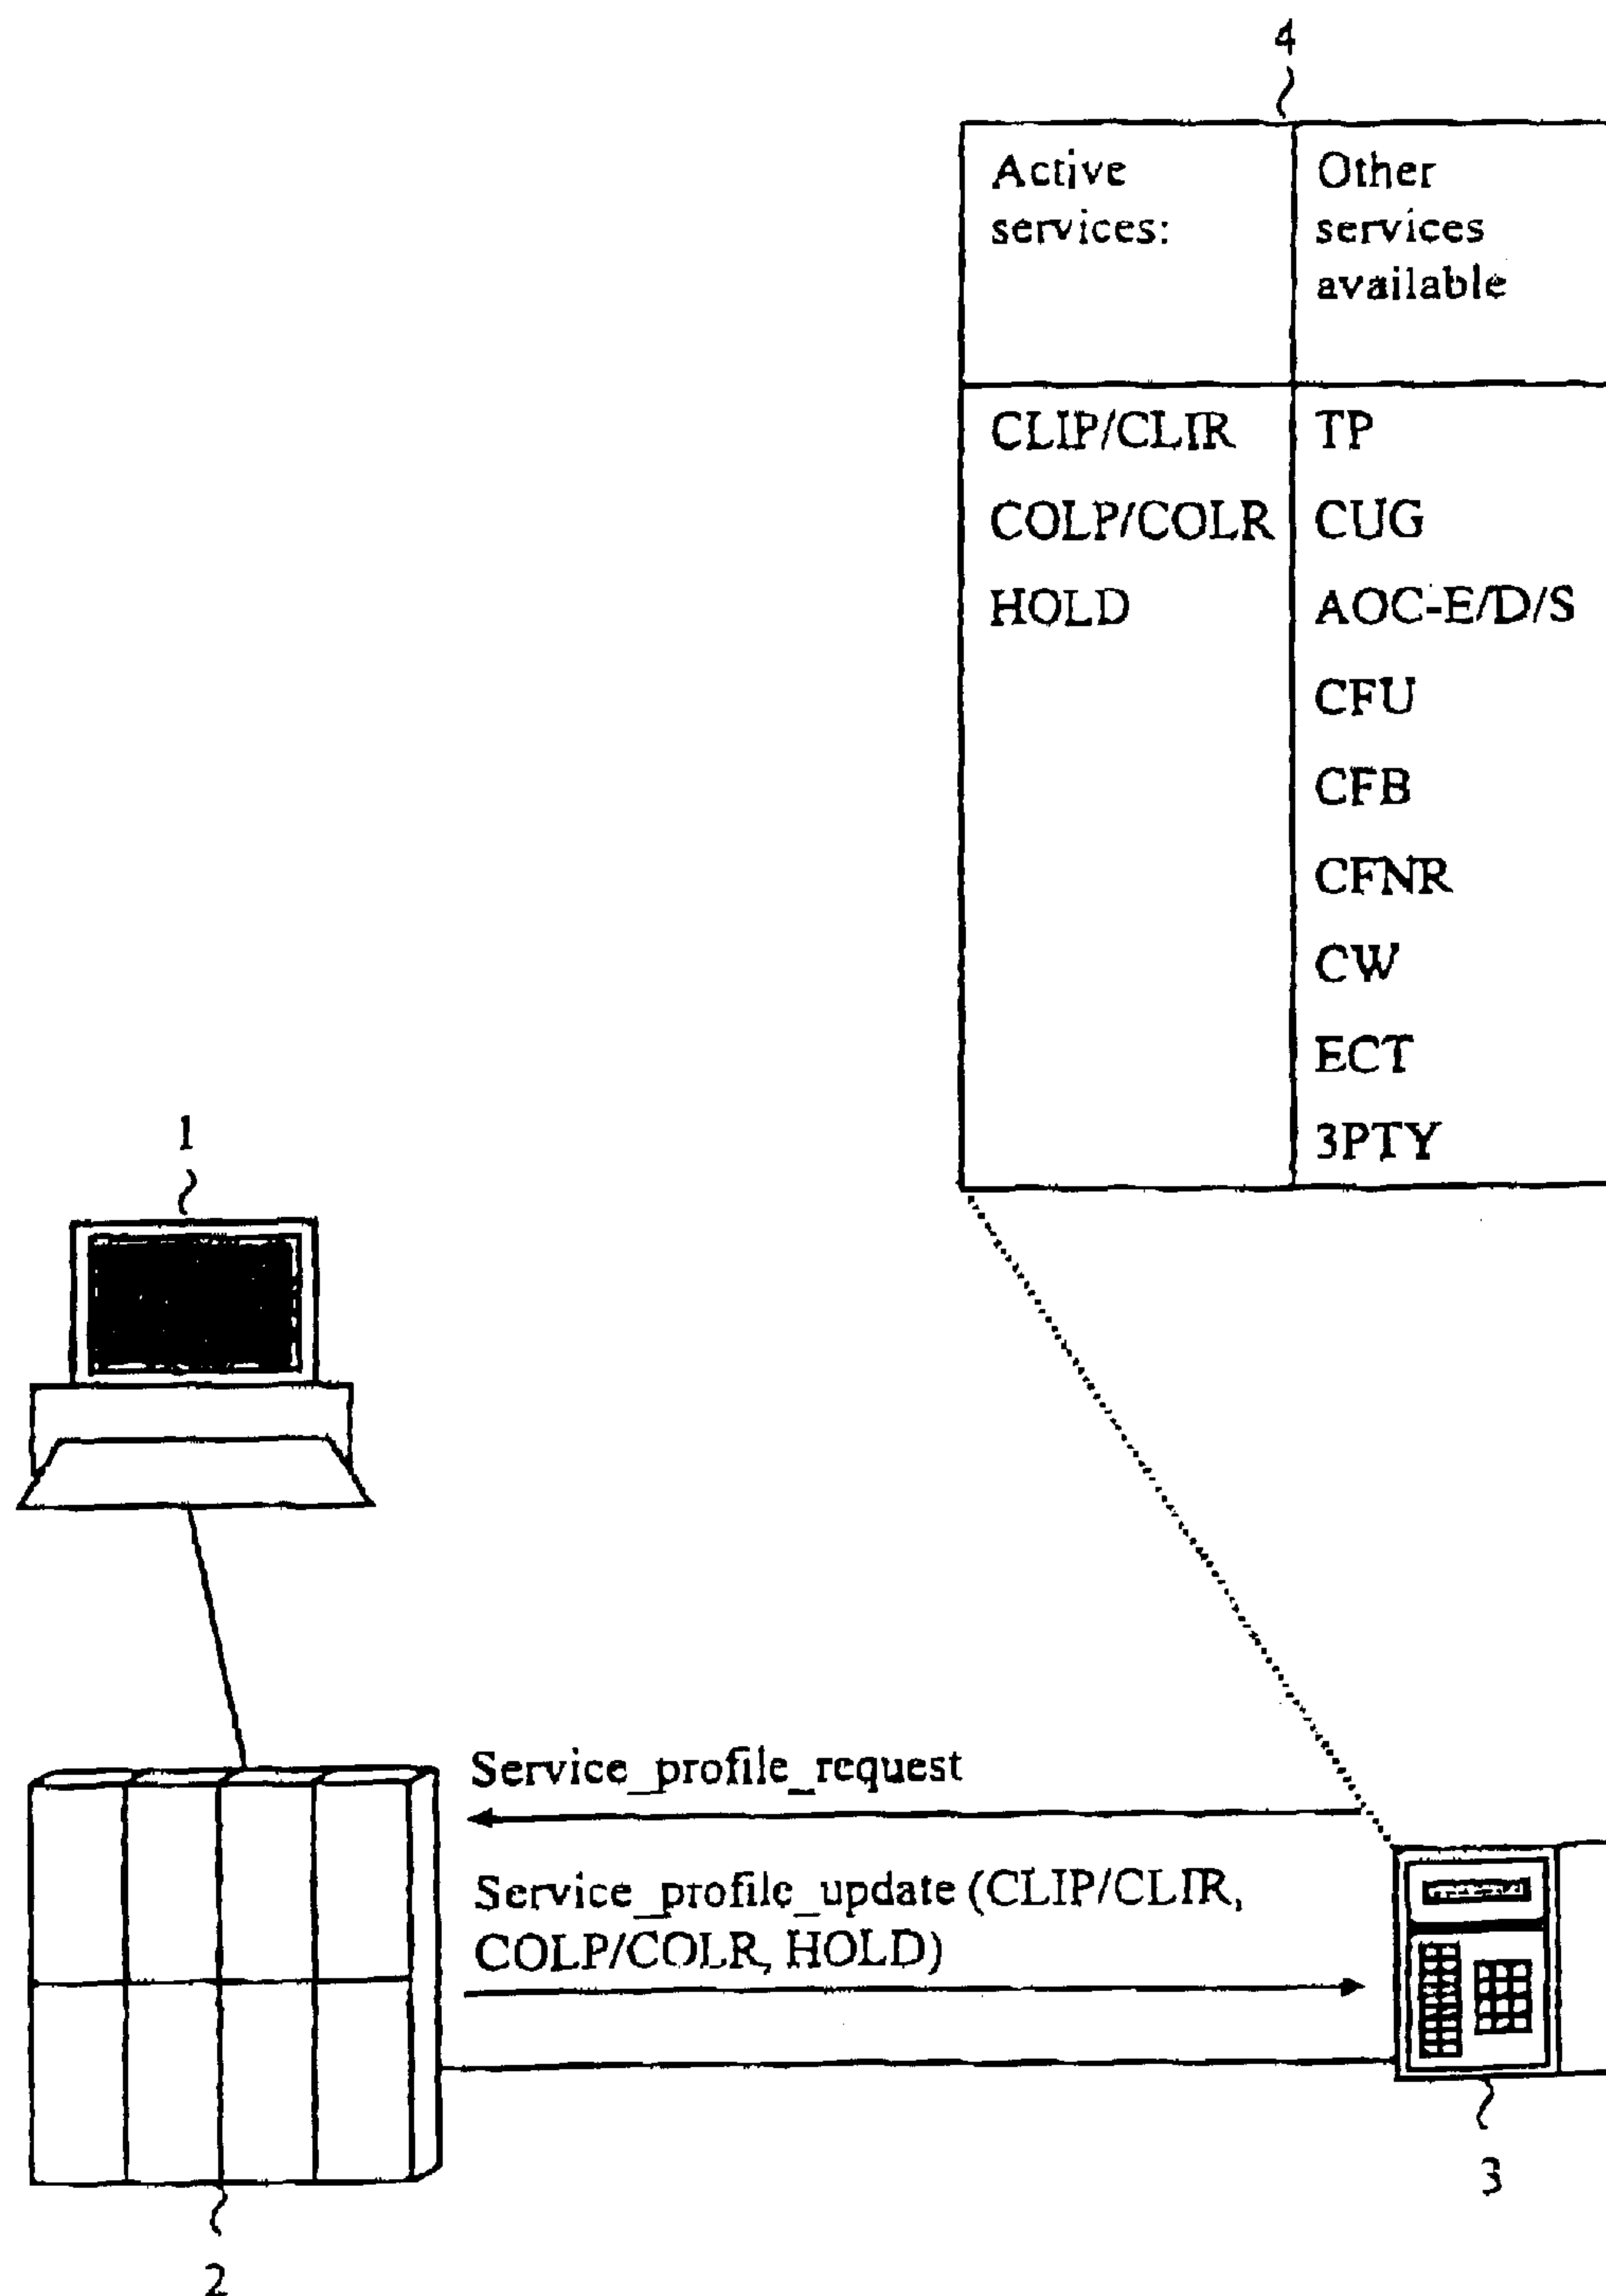 4
Active services:
Other services available
CLIP/CLIR
TP
COLP/COLR
CUG
HOLD
AOC-E/D/S
CFU
CFB
CFNR
CW
ECT
3PTY
1
Service_profile_request
Service_profile_update (CLIP/CLIR,
COLP/COLR, HOLD)
3
2